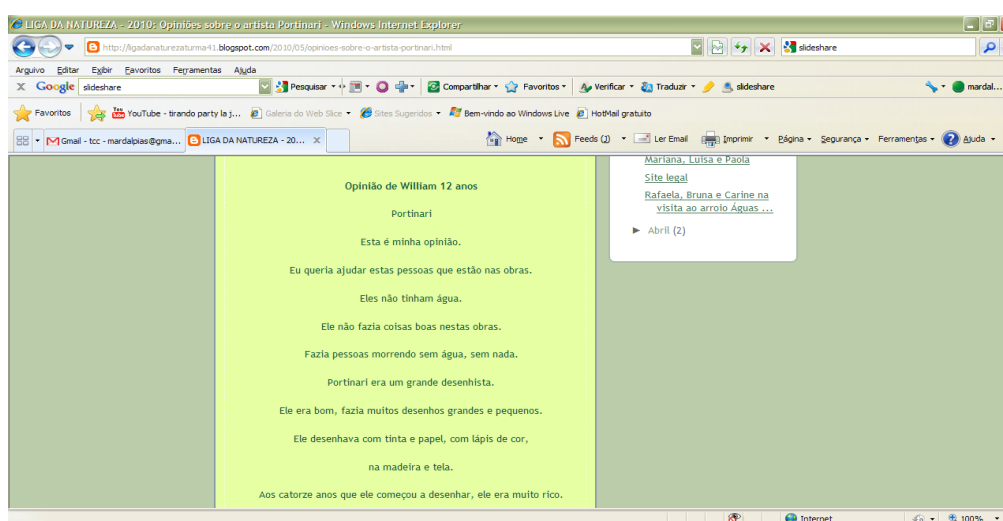 LIGA DA NATUREZA - 2010: Opiniões sobre o artista Portinari - Windows Internet Explorer
http://ligadanaturezaturma41.blogspot.com/2010/05/opinioes-sobre-o-artista-portinari.html slideshare
Arquivo Editar Exibir Favoritos Ferramentas Ajuda
X Google slideshare Pesquisar Compartilhar Favoritos Verificar Traduzir slideshare mardal...
Favoritos YouTube - tirando party la j... Galeria do Web Slice Sites Sugeridos Bem-vindo ao Windows Live HotMail gratuito
Gmail - tcc - mardalpias@gma... LIGA DA NATUREZA - 20... X Home Feeds (J) Ler Email Imprimir Página Segurança Ferramentas Ajuda
Opinião de William 12 anos
Portinari
Esta é minha opinião.
Eu queria ajudar estas pessoas que estão nas obras.
Eles não tinham água.
Ele não fazia coisas boas nestas obras.
Fazia pessoas morrendo sem água, sem nada.
Portinari era um grande desenhista.
Ele era bom, fazia muitos desenhos grandes e pequenos.
Ele desenhava com tinta e papel, com lápis de cor,
na madeira e tela.
Aos catorze anos que ele começou a desenhar, ele era muito rico.
Mariana, Luisa e Paola
Site legal
Rafaela, Bruna e Carine na
visita ao arroio Águas ...
► Abril (2)
Internet 100%